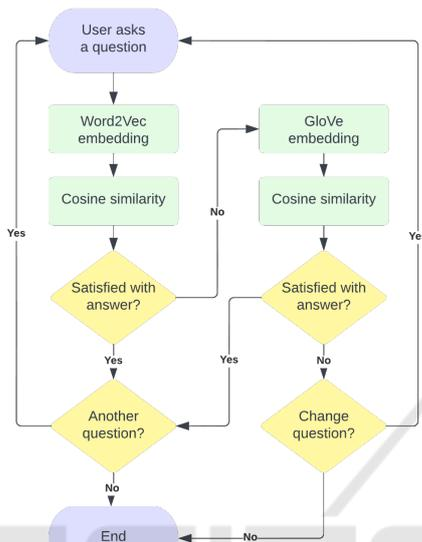 User asks
a question
Word2Vec
embedding
GloVe
embedding
Cosine similarity
Cosine similarity
No
Yes
Ye
Satisfied with
answer?
Satisfied with
answer?
Yes
Yes
No
Another
question?
Change
question?
No
End
No